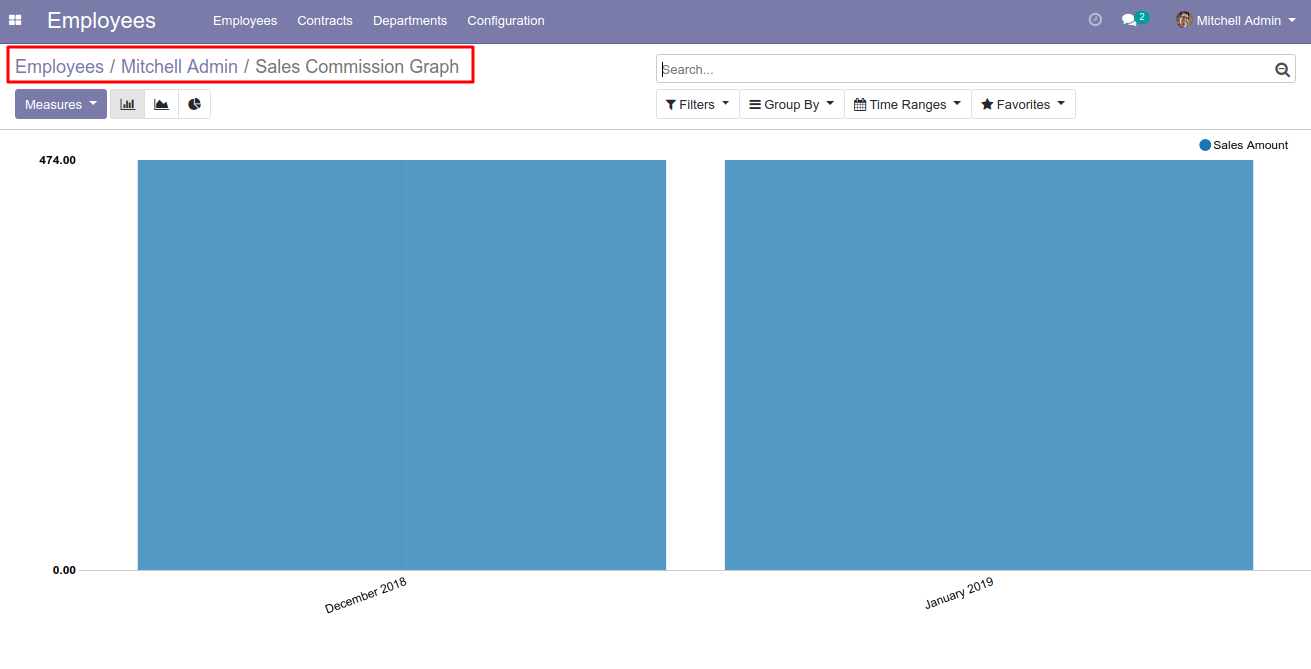 Employees Employees Contracts Departments Configuration 2 Mitchell Admin
Employees / Mitchell Admin / Sales Commission Graph
Search...
Measures Filters Group By Time Ranges Favorites
Sales Amount
474.00
0.00
December 2018 January 2019